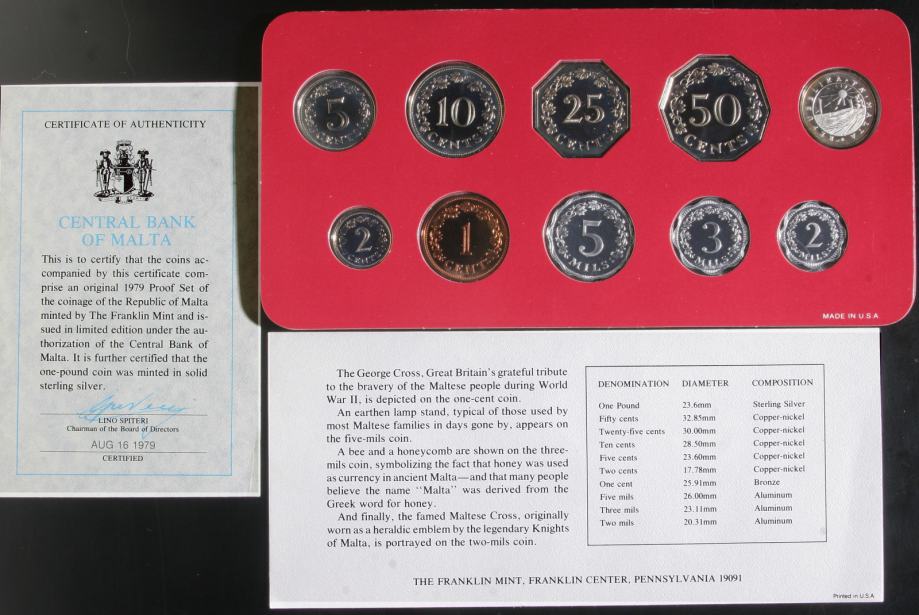 CERTIFICATE OF AUTHENTICITY
CENTRAL BANK
OF MALTA
This is to certify that the coins ac-
companied by this certificate com-
prise an original 1979 Proof Set of
the coinage of the Republic of Malta
minted by The Franklin Mint and is-
sued in limited edition under the au-
thorization of the Central Bank of
Malta. It is further certified that the
one-pound coin was minted in solid
sterling silver.
LINO SPITERI
Chairman of the Board of Directors
AUG 16 1979
CERTIFIED
5
CENTS
10
CENTS
25
CENTS
50
CENTS
2
CENTS
1
CENT
5
MILS
3
MILS
2
MILS
MADE IN U.S.A
The George Cross, Great Britain's grateful tribute
to the bravery of the Maltese people during World
War II, is depicted on the one-cent coin.
An earthen lamp stand, typical of those used by
most Maltese families in days gone by, appears on
the five-mils coin.
A bee and a honeycomb are shown on the three-
mils coin, symbolizing the fact that honey was used
as currency in ancient Malta—and that many people
believe the name "Malta" was derived from the
Greek word for honey.
And finally, the famed Maltese Cross, originally
worn as a heraldic emblem by the legendary Knights
of Malta, is portrayed on the two-mils coin.
DENOMINATION DIAMETER COMPOSITION
One Pound 23.6mm Sterling Silver
Fifty cents 32.85mm Copper-nickel
Twenty-five cents 30.00mm Copper-nickel
Ten cents 28.50mm Copper-nickel
Five cents 23.60mm Copper-nickel
Two cents 17.78mm Copper-nickel
One cent 25.91mm Bronze
Five mils 26.00mm Aluminum
Three mils 23.11mm Aluminum
Two mils 20.31mm Aluminum
THE FRANKLIN MINT, FRANKLIN CENTER, PENNSYLVANIA 19091
Printed in U.S.A